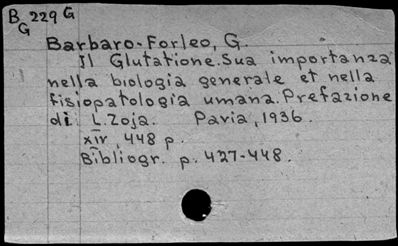 B 229 G
G
Barbaro-Forleo, G.
Il Glutatione. Sua importanza
nella biologia generale et nella
fisiopatologia umana. Prefazione
di L. Zoja. Pavia, 1936.
XIV, 448 p.
Bibliogr. p. 427-448.